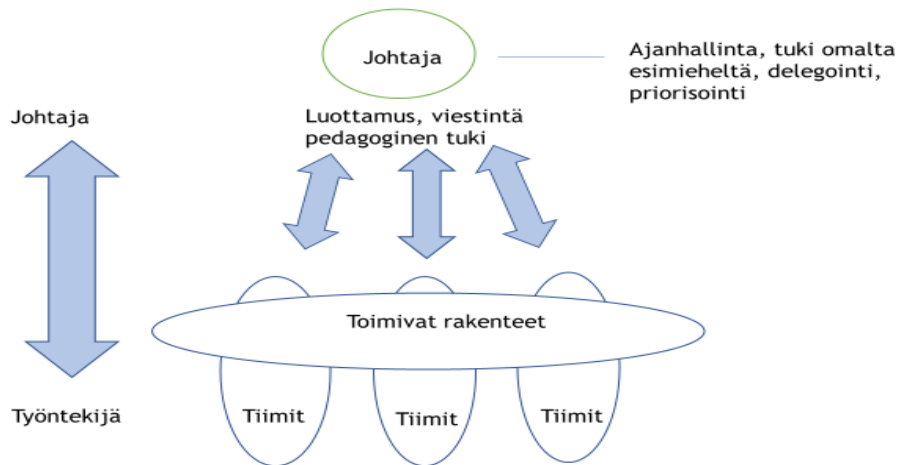 Johtaja
Ajanhallinta, tuki omalta
esimieheltä, delegointi,
priorisointi
Johtaja
Luottamus, viestintä
pedagoginen tuki
Toimivat rakenteet
Työntekijä
Tiimit
Tiimit
Tiimit